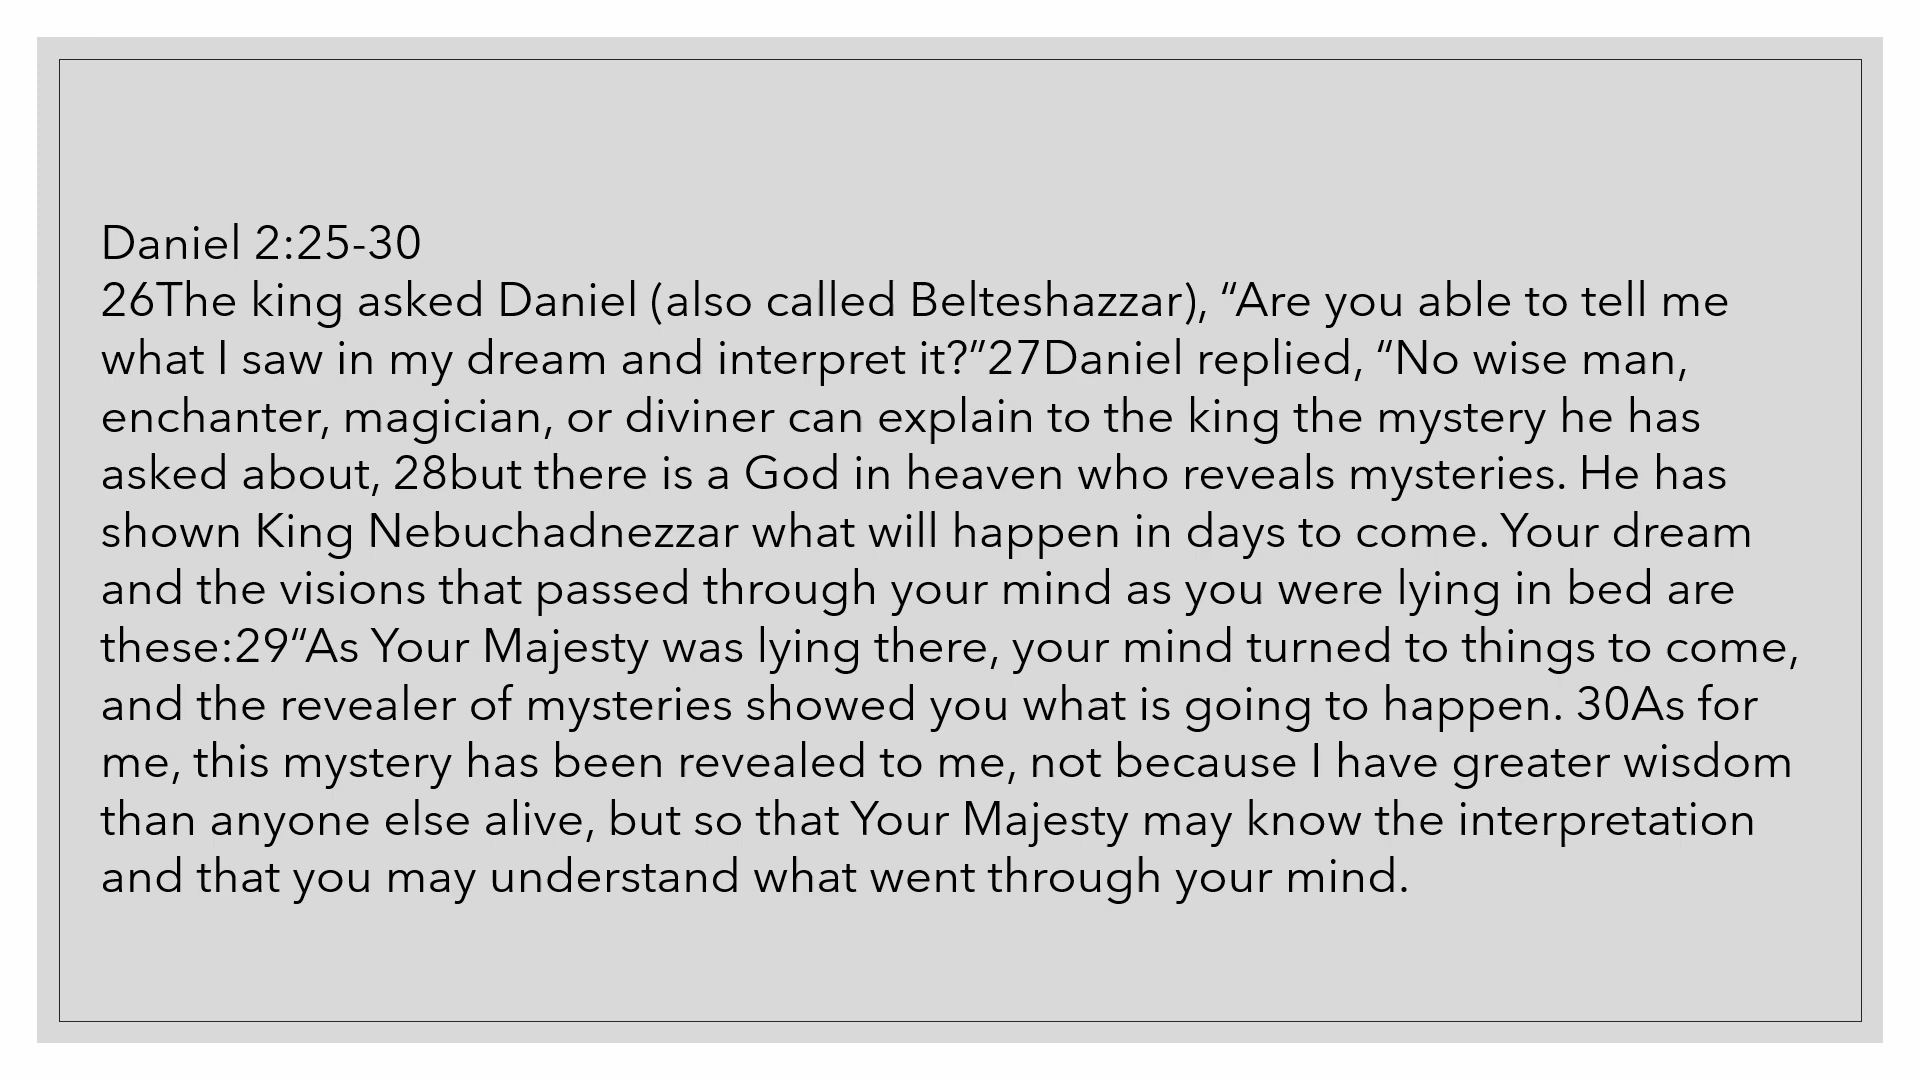 Daniel 2:25-30
26The king asked Daniel (also called Belteshazzar), “Are you able to tell me
what I saw in my dream and interpret it?”27Daniel replied, “No wise man,
enchanter, magician, or diviner can explain to the king the mystery he has
asked about, 28but there is a God in heaven who reveals mysteries. He has
shown King Nebuchadnezzar what will happen in days to come. Your dream
and the visions that passed through your mind as you were lying in bed are
these:29“As Your Majesty was lying there, your mind turned to things to come,
and the revealer of mysteries showed you what is going to happen. 30As for
me, this mystery has been revealed to me, not because I have greater wisdom
than anyone else alive, but so that Your Majesty may know the interpretation
and that you may understand what went through your mind.